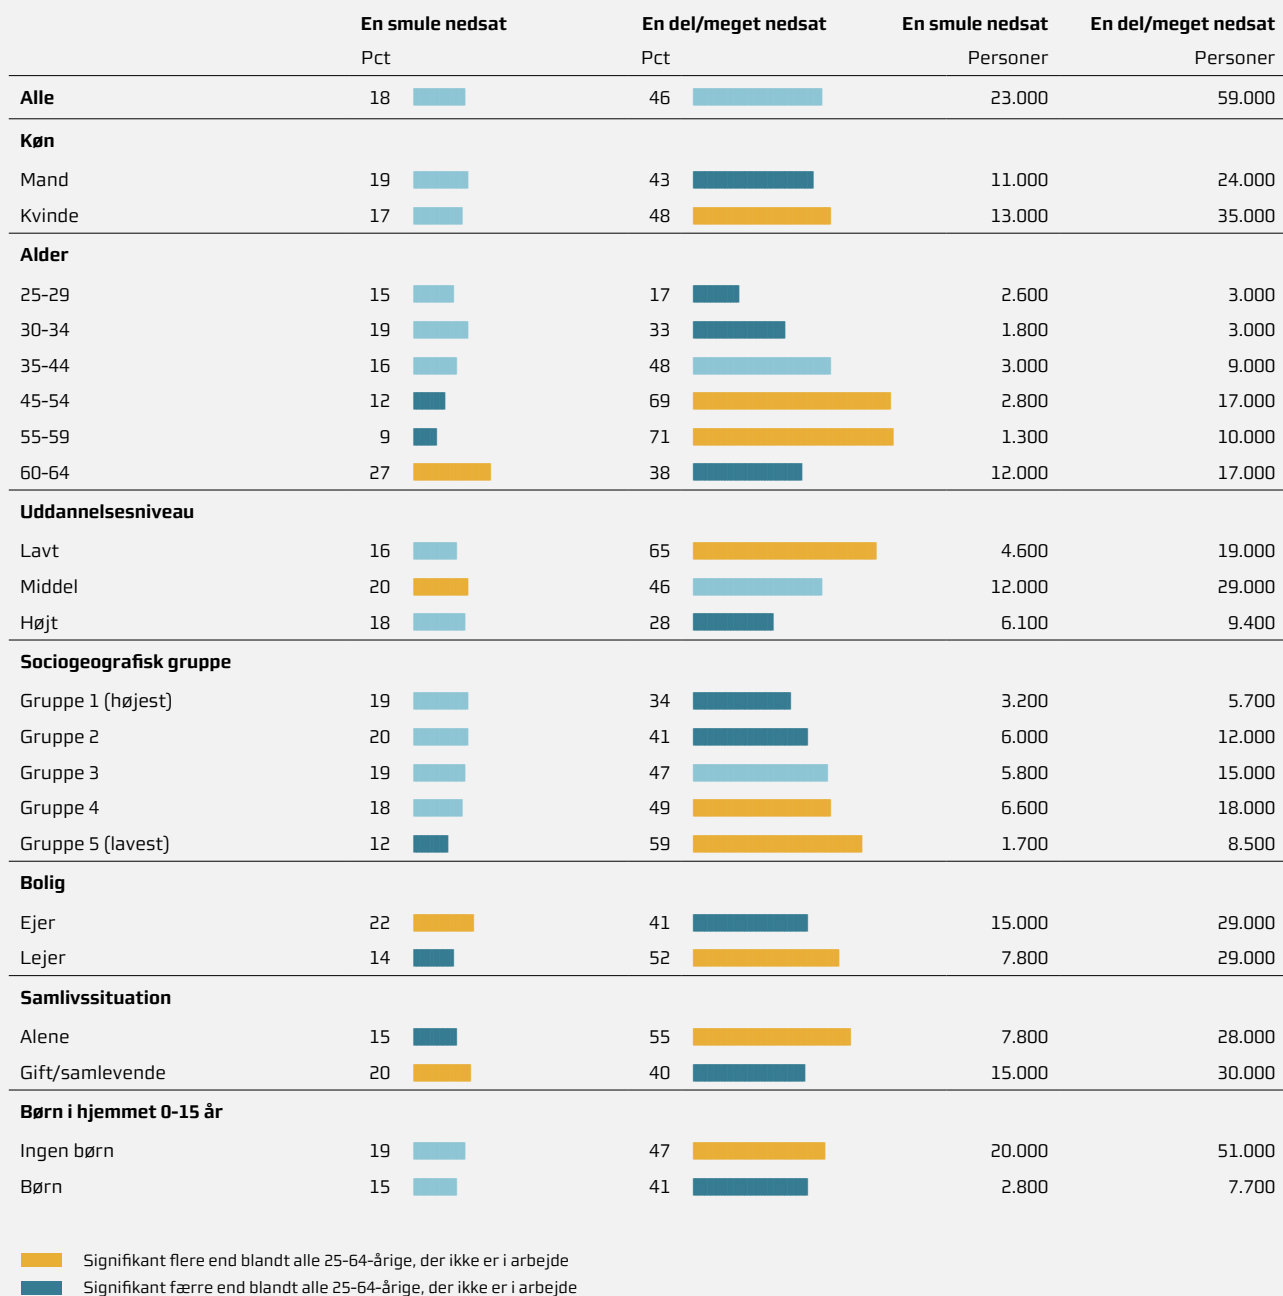 En smule nedsat En del/meget nedsat En smule nedsat En del/meget nedsat
Pct Pct Personer Personer
Alle 18 46 23.000 59.000
Køn
Mand 19 43 11.000 24.000
Kvinde 17 48 13.000 35.000
Alder
25-29 15 17 2.600 3.000
30-34 19 33 1.800 3.000
35-44 16 48 3.000 9.000
45-54 12 69 2.800 17.000
55-59 9 71 1.300 10.000
60-64 27 38 12.000 17.000
Uddannelsesniveau
Lavt 16 65 4.600 19.000
Middel 20 46 12.000 29.000
Højt 18 28 6.100 9.400
Sociogeografisk gruppe
Gruppe 1 (højest) 19 34 3.200 5.700
Gruppe 2 20 41 6.000 12.000
Gruppe 3 19 47 5.800 15.000
Gruppe 4 18 49 6.600 18.000
Gruppe 5 (lavest) 12 59 1.700 8.500
Bolig
Ejer 22 41 15.000 29.000
Lejer 14 52 7.800 29.000
Samlivssituation
Alene 15 55 7.800 28.000
Gift/samlevende 20 40 15.000 30.000
Børn i hjemmet 0-15 år
Ingen børn 19 47 20.000 51.000
Børn 15 41 2.800 7.700
Signifikant flere end blandt alle 25-64-årige, der ikke er i arbejde
Signifikant færre end blandt alle 25-64-årige, der ikke er i arbejde